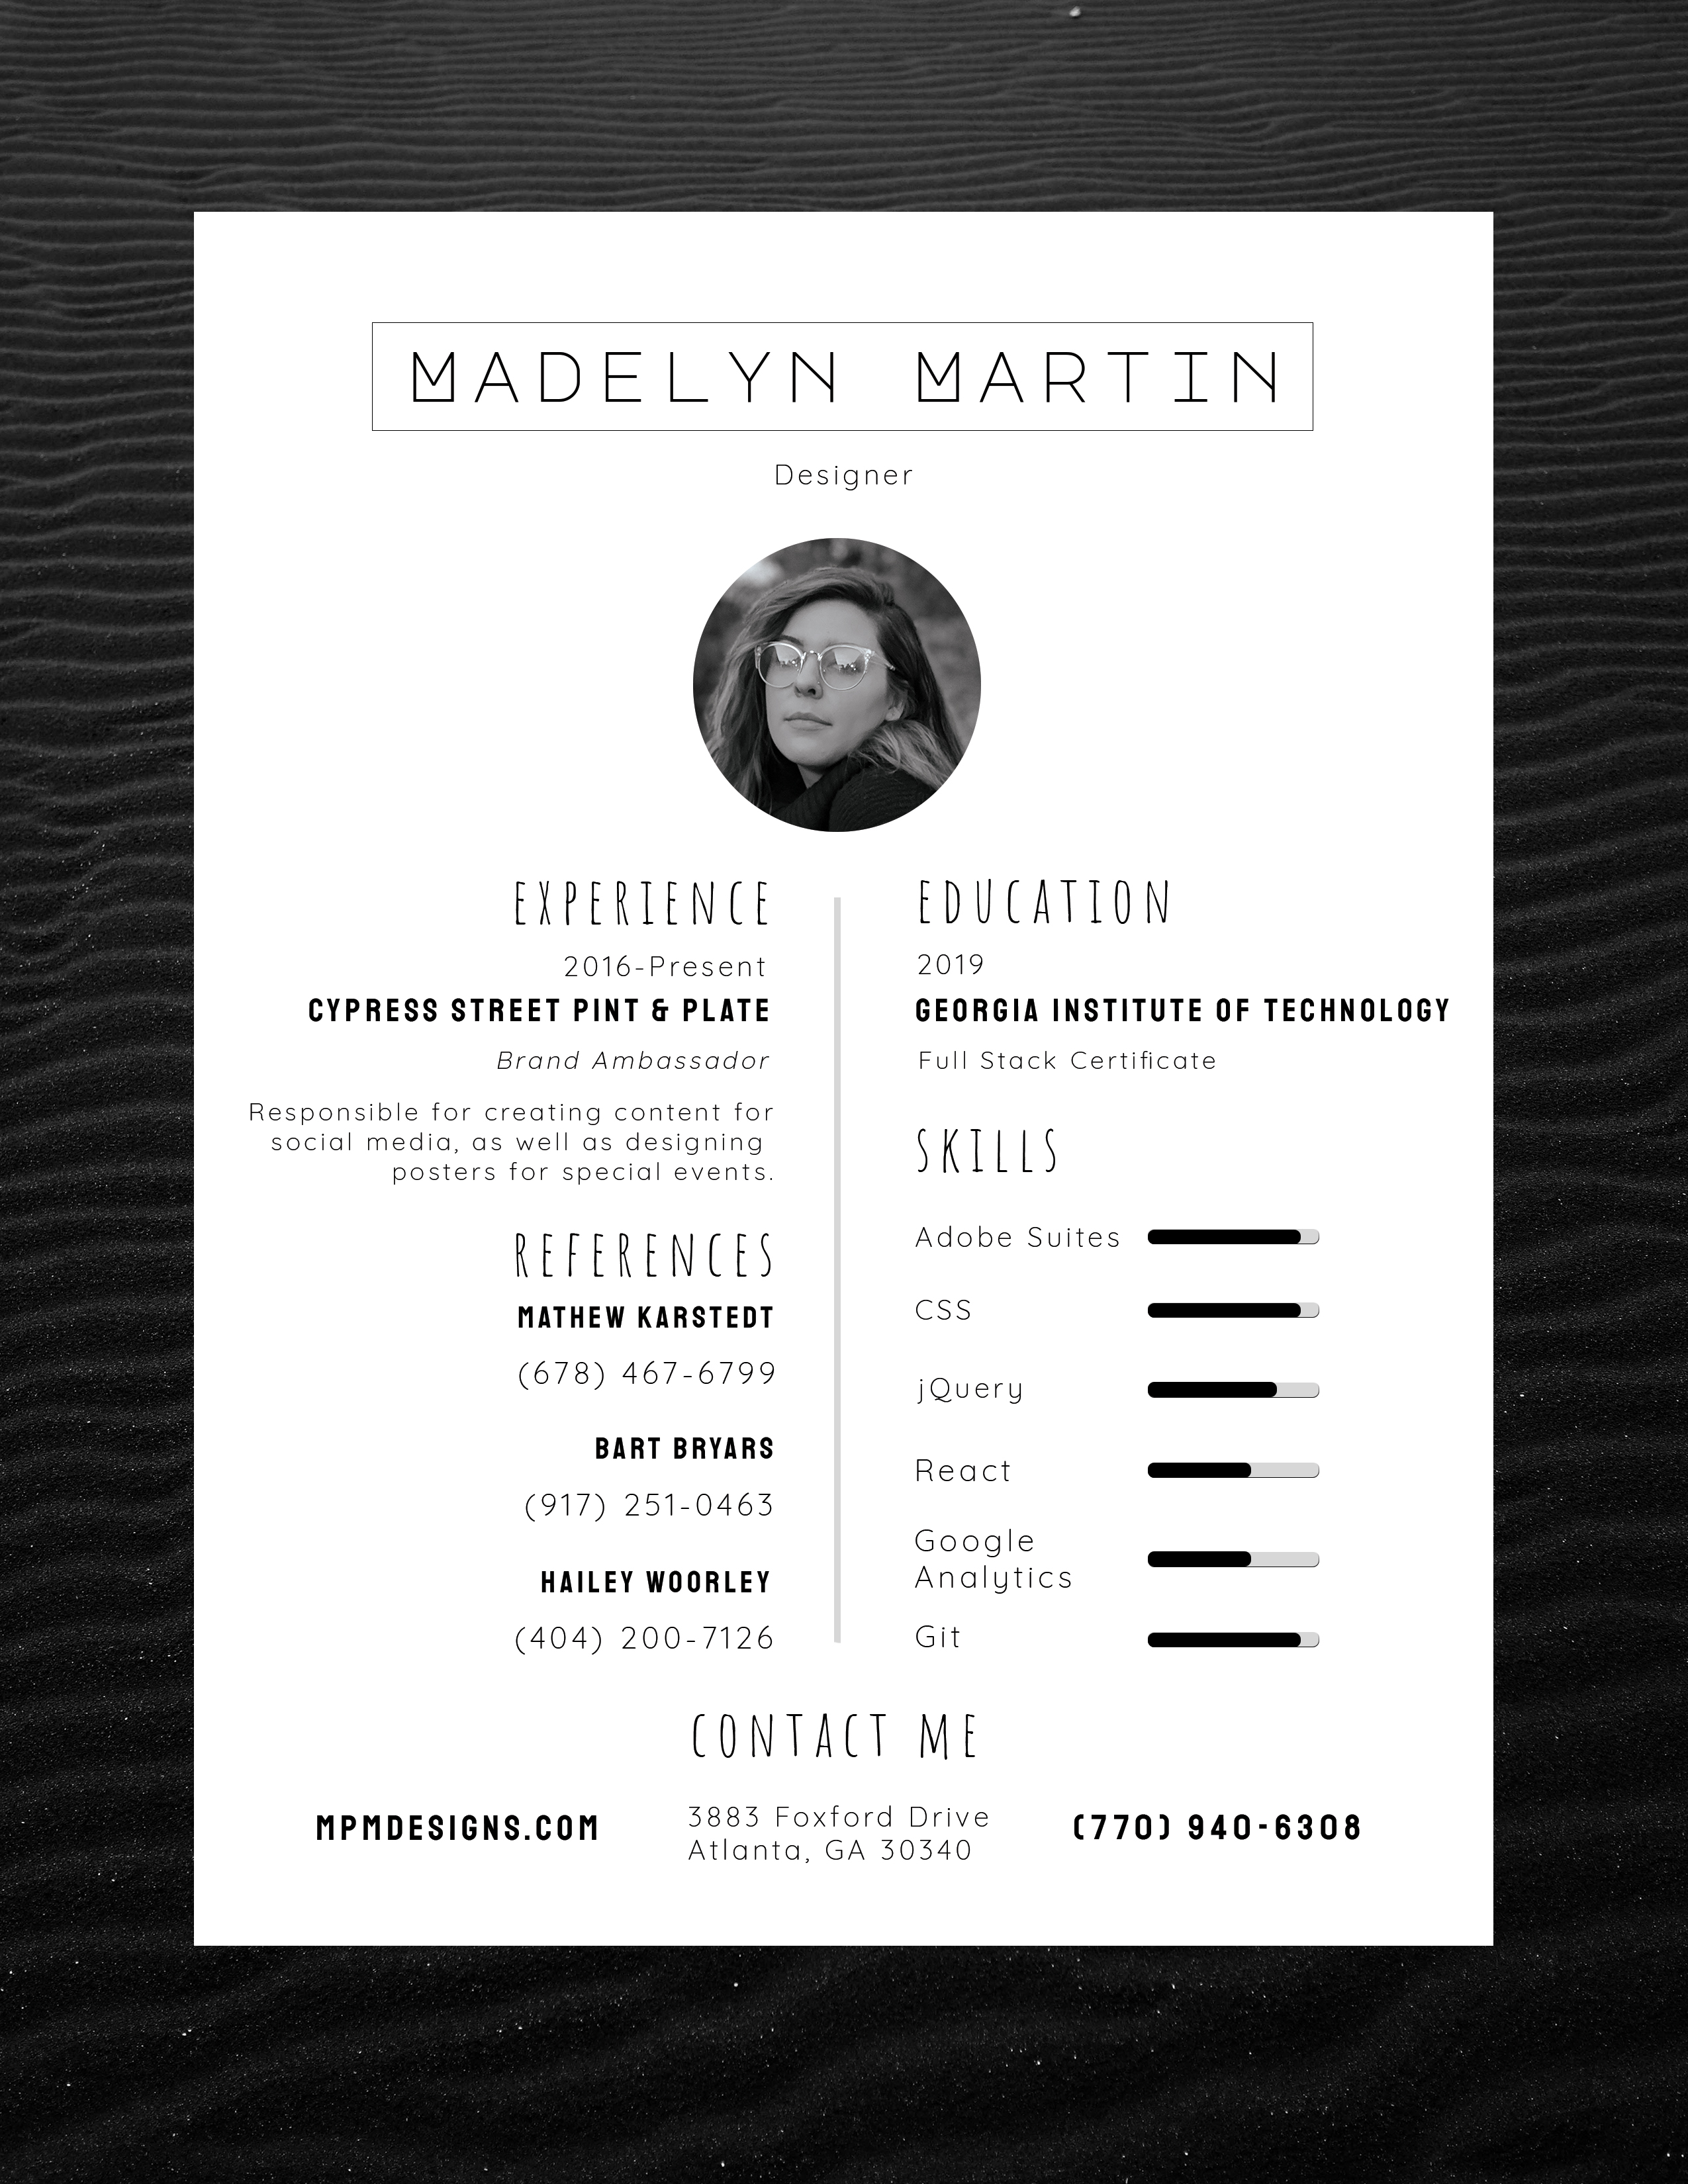 MADELYN MARTIN
Designer
EXPERIENCE
2016-Present
CYPRESS STREET PINT & PLATE
Brand Ambassador
Responsible for creating content for
social media, as well as designing
posters for special events.
REFERENCES
MATHEW KARSTEDT
(678) 467-6799
BART BRYARS
(917) 251-0463
HAILEY WOORLEY
(404) 200-7126
EDUCATION
2019
GEORGIA INSTITUTE OF TECHNOLOGY
Full Stack Certificate
SKILLS
Adobe Suites
CSS
jQuery
React
Google
Analytics
Git
CONTACT ME
MPMDESIGNS.COM
3883 Foxford Drive
Atlanta, GA 30340
(770) 940-6308